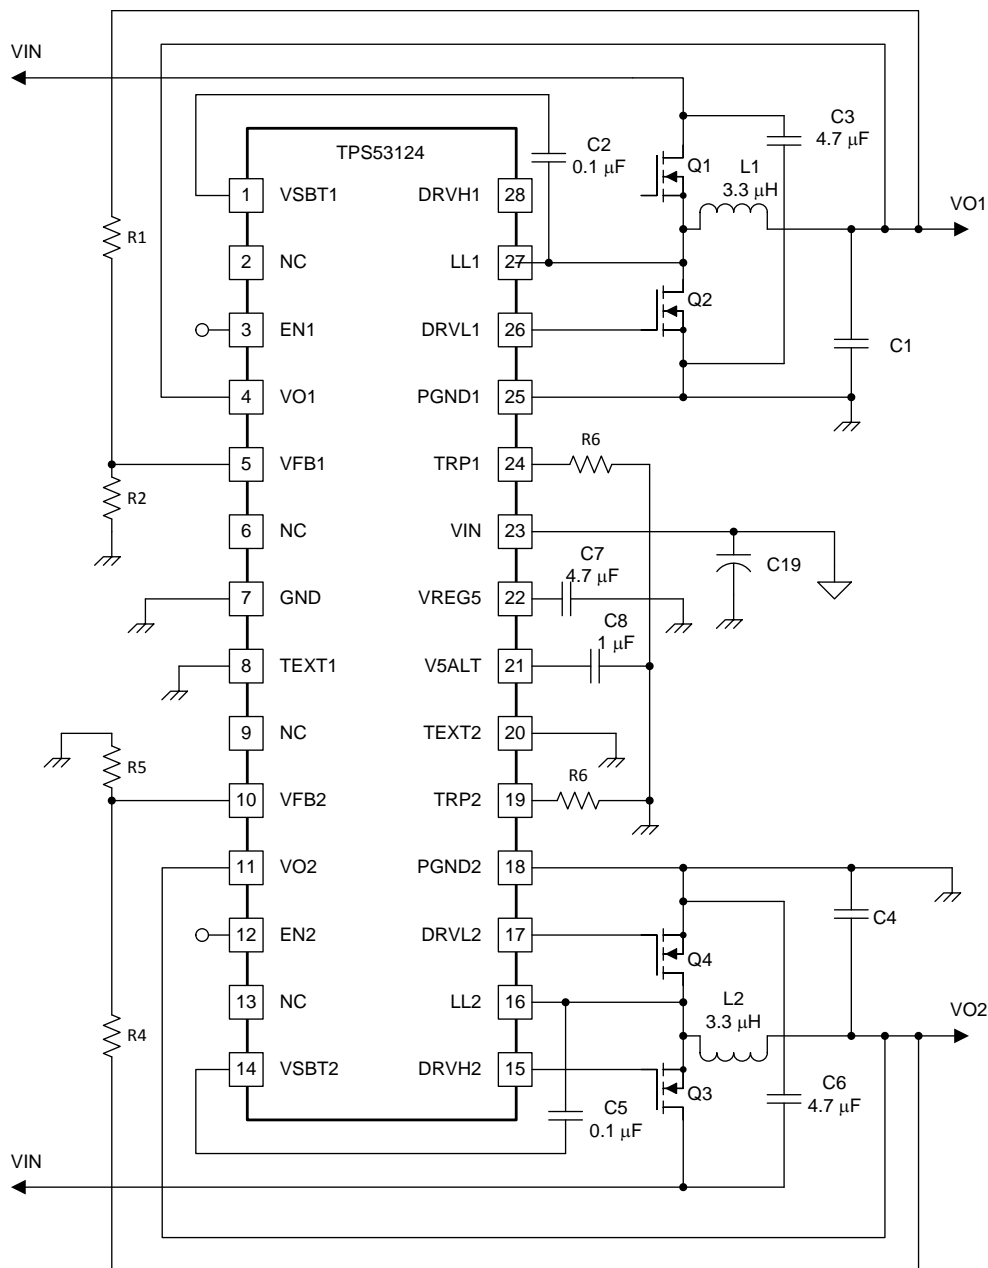 VIN
TPS53124
C2
0.1 μF
C3
4.7 μF
Q1
L1
3.3 μH
VO1
1 VSBT1
DRVH1 28
R1
2 NC
LL1 27
Q2
3 EN1
DRVL1 26
C1
4 VO1
PGND1 25
5 VFB1
TRP1 24
R6
R2
6 NC
VIN 23
C19
C7
4.7 μF
7 GND
VREG5 22
C8
1 μF
8 TEXT1
V5ALT 21
9 NC
TEXT2 20
R5
R6
10 VFB2
TRP2 19
11 VO2
PGND2 18
C4
12 EN2
DRVL2 17
Q4
13 NC
LL2 16
L2
3.3 μH
VO2
R4
14 VSBT2
DRVH2 15
Q3
C6
4.7 μF
C5
0.1 μF
VIN